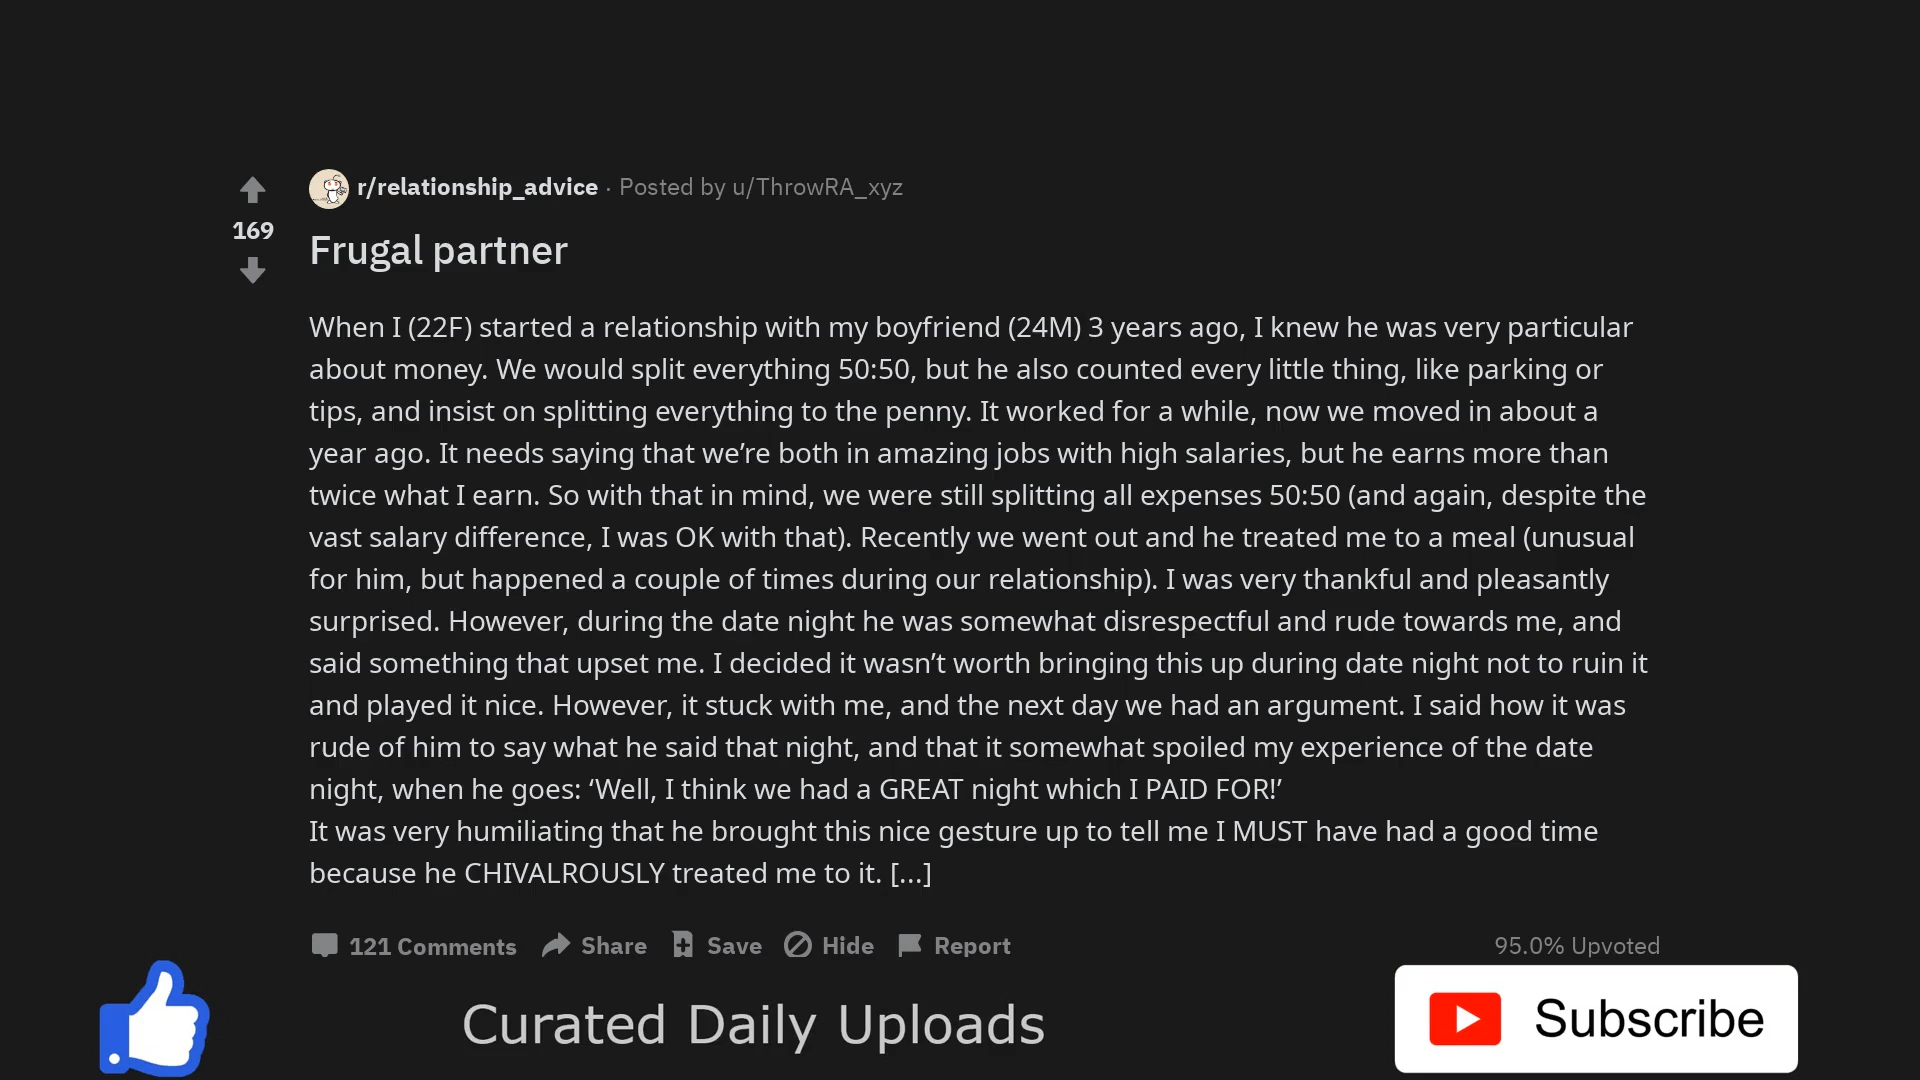 r/relationship_advice · Posted by u/ThrowRA_xyz
169
Frugal partner
When I (22F) started a relationship with my boyfriend (24M) 3 years ago, I knew he was very particular
about money. We would split everything 50:50, but he also counted every little thing, like parking or
tips, and insist on splitting everything to the penny. It worked for a while, now we moved in about a
year ago. It needs saying that we’re both in amazing jobs with high salaries, but he earns more than
twice what I earn. So with that in mind, we were still splitting all expenses 50:50 (and again, despite the
vast salary difference, I was OK with that). Recently we went out and he treated me to a meal (unusual
for him, but happened a couple of times during our relationship). I was very thankful and pleasantly
surprised. However, during the date night he was somewhat disrespectful and rude towards me, and
said something that upset me. I decided it wasn’t worth bringing this up during date night not to ruin it
and played it nice. However, it stuck with me, and the next day we had an argument. I said how it was
rude of him to say what he said that night, and that it somewhat spoiled my experience of the date
night, when he goes: ‘Well, I think we had a GREAT night which I PAID FOR!’
It was very humiliating that he brought this nice gesture up to tell me I MUST have had a good time
because he CHIVALROUSLY treated me to it. [...]
121 Comments Share Save Hide Report 95.0% Upvoted
Curated Daily Uploads
Subscribe